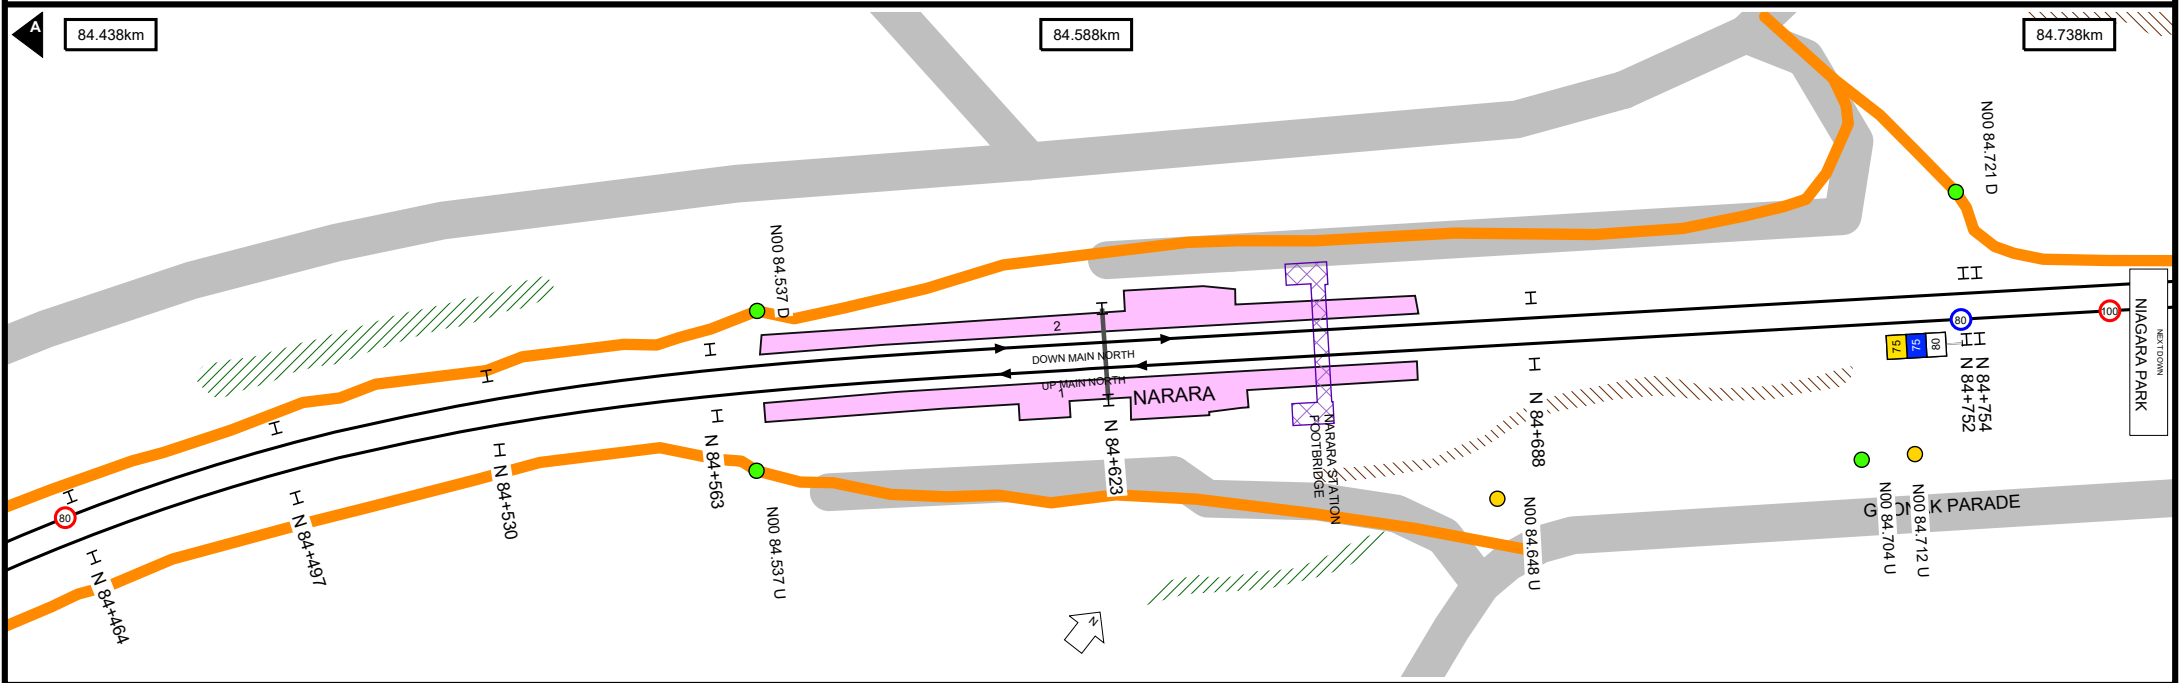 A
84.438km
84.588km
84.738km
N00 84.721 D
N00 84.537 D
2
DOWN MAIN NORTH
UP MAIN NORTH
1
NARARA
NARARA STATION
FOOTBRIDGE
80
75
75
80
100
NIAGARA PARK
NEXT DOWN
80
N 84+464
N 84+497
N 84+530
N 84+563
N 84+623
N 84+688
N 84+752
N 84+754
N00 84.537 U
N00 84.648 U
N00 84.704 U
N00 84.712 U
PARADE
N